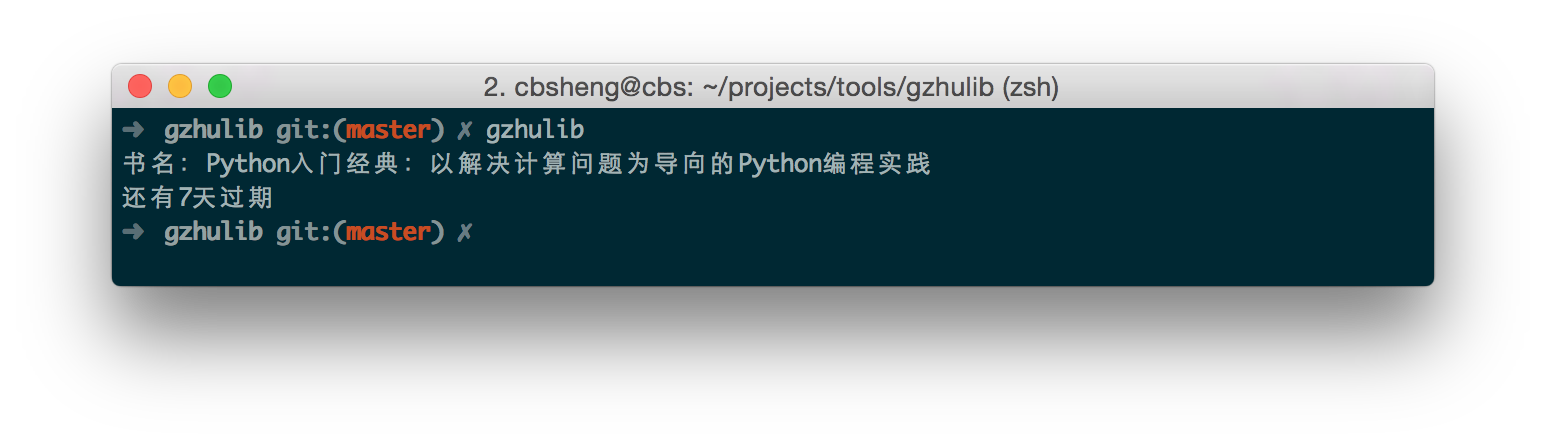 2. cbsheng@cbs: ~/projects/tools/gzhulib (zsh)
➜ gzhulib git:(master) ✗ gzhulib
书名：Python入门经典：以解决计算问题为导向的Python编程实践
还有7天过期
➜ gzhulib git:(master) ✗